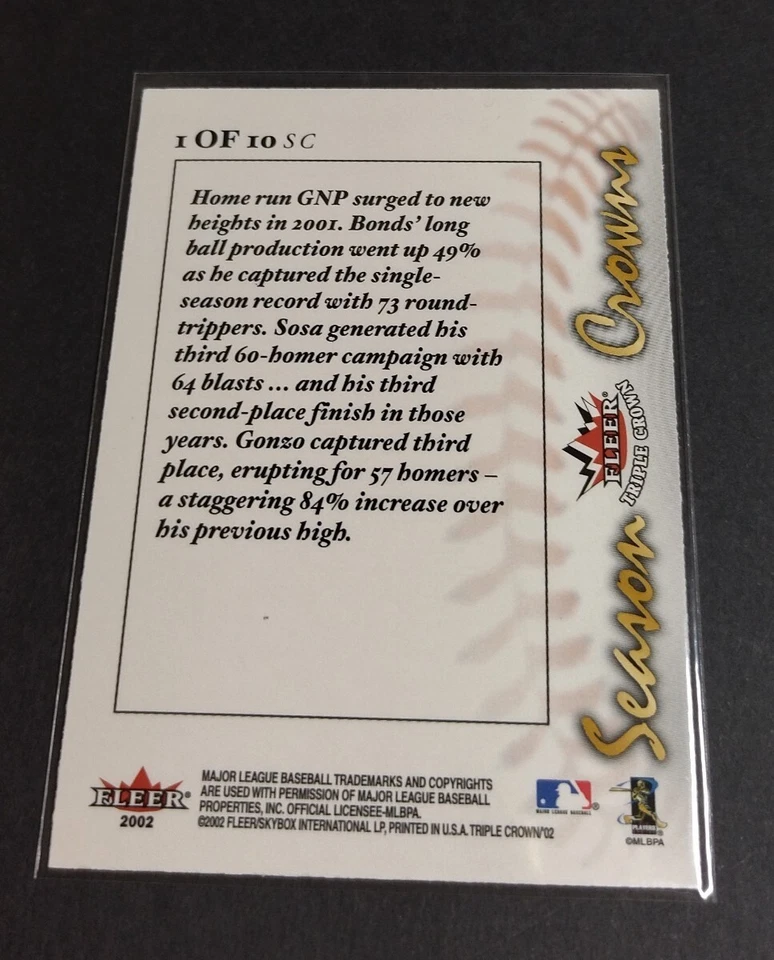 1 OF 10 SC
Home run GNP surged to new
heights in 2001. Bonds' long
ball production went up 49%
as he captured the single-
season record with 73 round-
trippers. Sosa generated his
third 60-homer campaign with
64 blasts ... and his third
second-place finish in those
years. Gonzo captured third
place, erupting for 57 homers –
a staggering 84% increase over
his previous high.
Season Crowns
FLEER®
TRIPLE CROWN
FLEER®
2002
MAJOR LEAGUE BASEBALL TRADEMARKS AND COPYRIGHTS
ARE USED WITH PERMISSION OF MAJOR LEAGUE BASEBALL
PROPERTIES, INC. OFFICIAL LICENSEE-MLBPA.
©2002 FLEER/SKYBOX INTERNATIONAL LP, PRINTED IN U.S.A. TRIPLE CROWN/'02
MAJOR LEAGUE BASEBALL®
PLAYERS®
©MLBPA